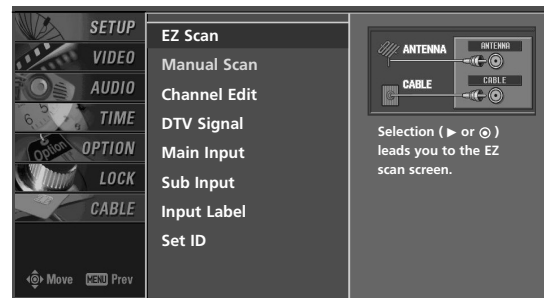 SETUP
VIDEO
AUDIO
TIME
OPTION
LOCK
CABLE
Move MENU Prev
EZ Scan
Manual Scan
Channel Edit
DTV Signal
Main Input
Sub Input
Input Label
Set ID
ANTENNA
ANTENNA
CABLE
CABLE
Selection ( ▶ or ◉ )
leads you to the EZ
scan screen.
6
Option